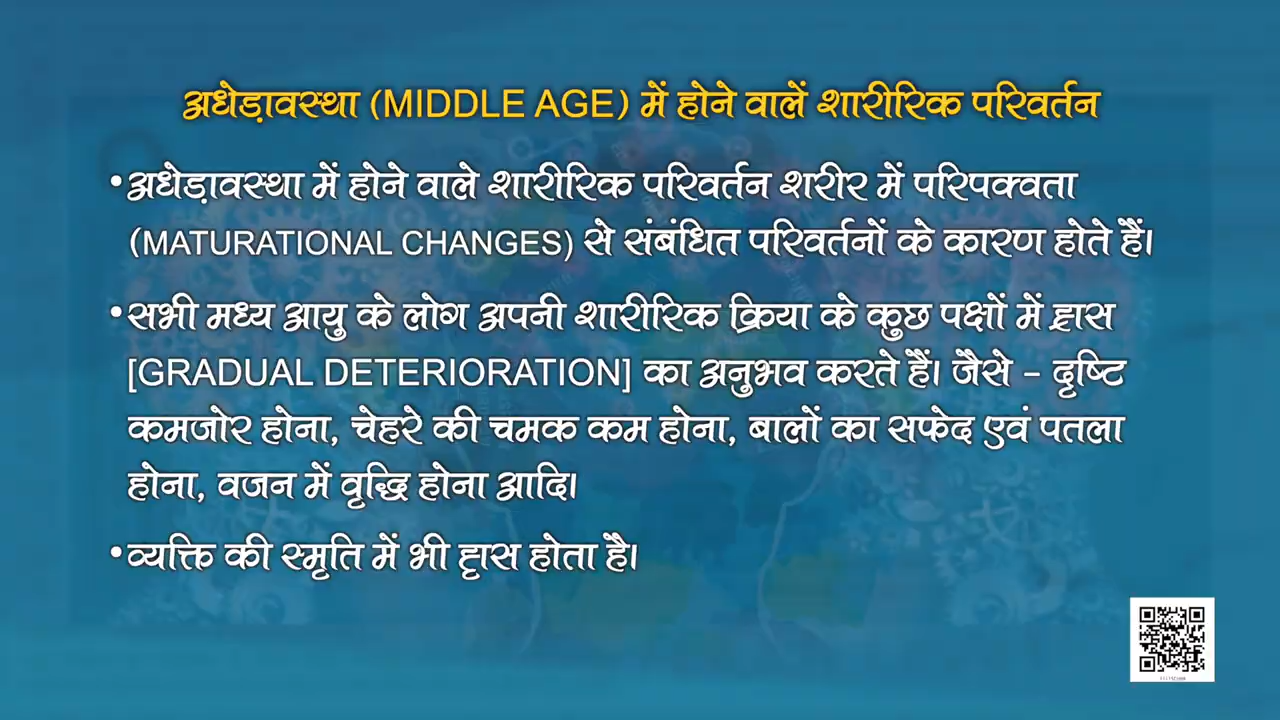 अधेड़ावस्था (MIDDLE AGE) में होने वालें शारीरिक परिवर्तन
•अधेड़ावस्था में होने वाले शारीरिक परिवर्तन शरीर में परिपक्वता
(MATURATIONAL CHANGES) से संबंधित परिवर्तनों के कारण होते हैं।
•सभी मध्य आयु के लोग अपनी शारीरिक क्रिया के कुछ पक्षों में ह्रास
[GRADUAL DETERIORATION] का अनुभव करते हैं। जैसे – दृष्टि
कमजोर होना, चेहरे की चमक कम होना, बालों का सफेद एवं पतला
होना, वजन में वृद्धि होना आदि।
•व्यक्ति की स्मृति में भी ह्रास होता है।